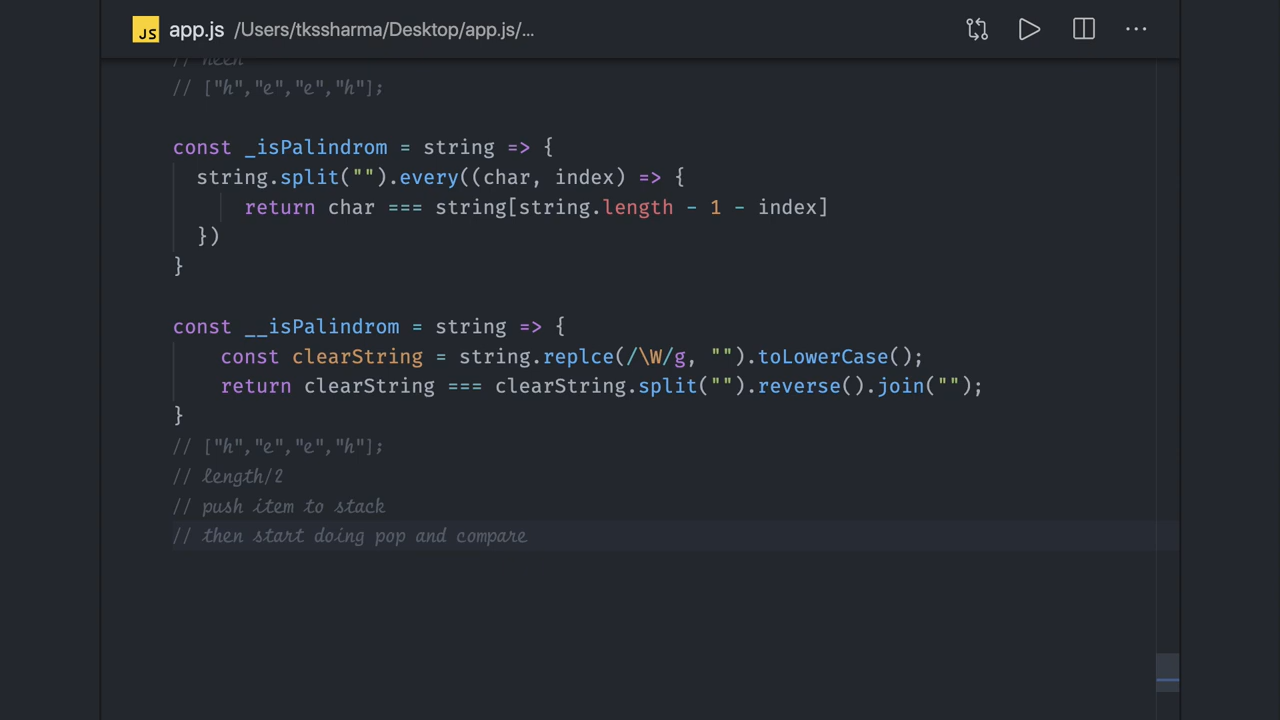 JS app.js /Users/tkssharma/Desktop/app.js/...
// heeh
// ["h","e","e","h"];
const _isPalindrom = string => {
string.split("").every((char, index) => {
return char === string[string.length - 1 - index]
})
}
const __isPalindrom = string => {
const clearString = string.replce(/\W/g, "").toLowerCase();
return clearString === clearString.split("").reverse().join("");
}
// ["h","e","e","h"];
// length/2
// push item to stack
// then start doing pop and compare